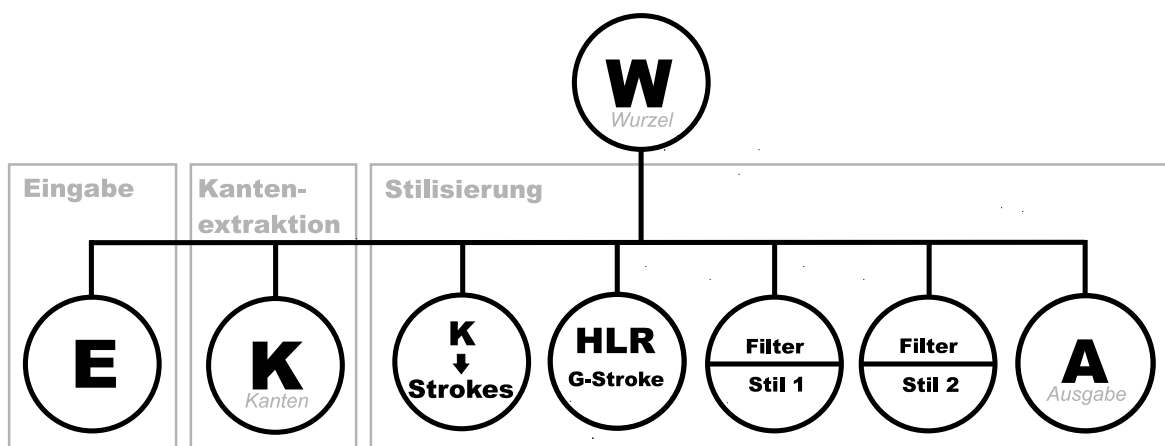 W
Wurzel
Eingabe
Kanten-
extraktion
Stilisierung
E
K
Kanten
K
Strokes
HLR
G-Stroke
Filter
Stil 1
Filter
Stil 2
A
Ausgabe